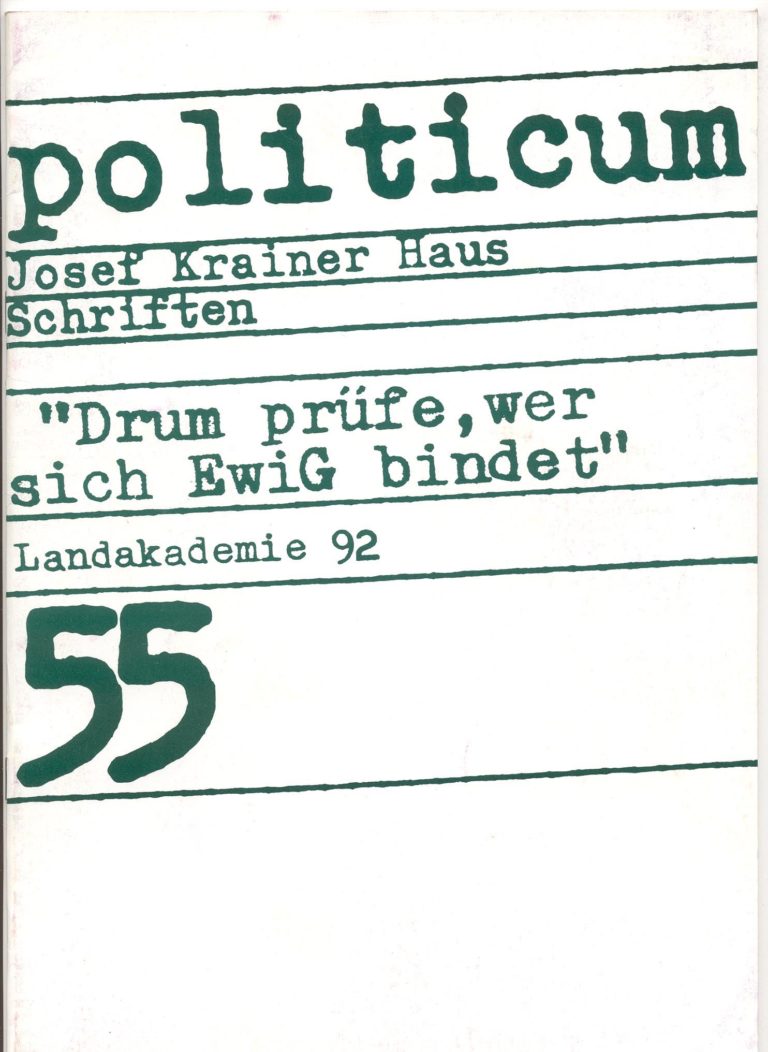 politicum
Josef Krainer Haus
Schriften
"Drum prüfe,wer
sich EwiG bindet"
Landakademie 92
55